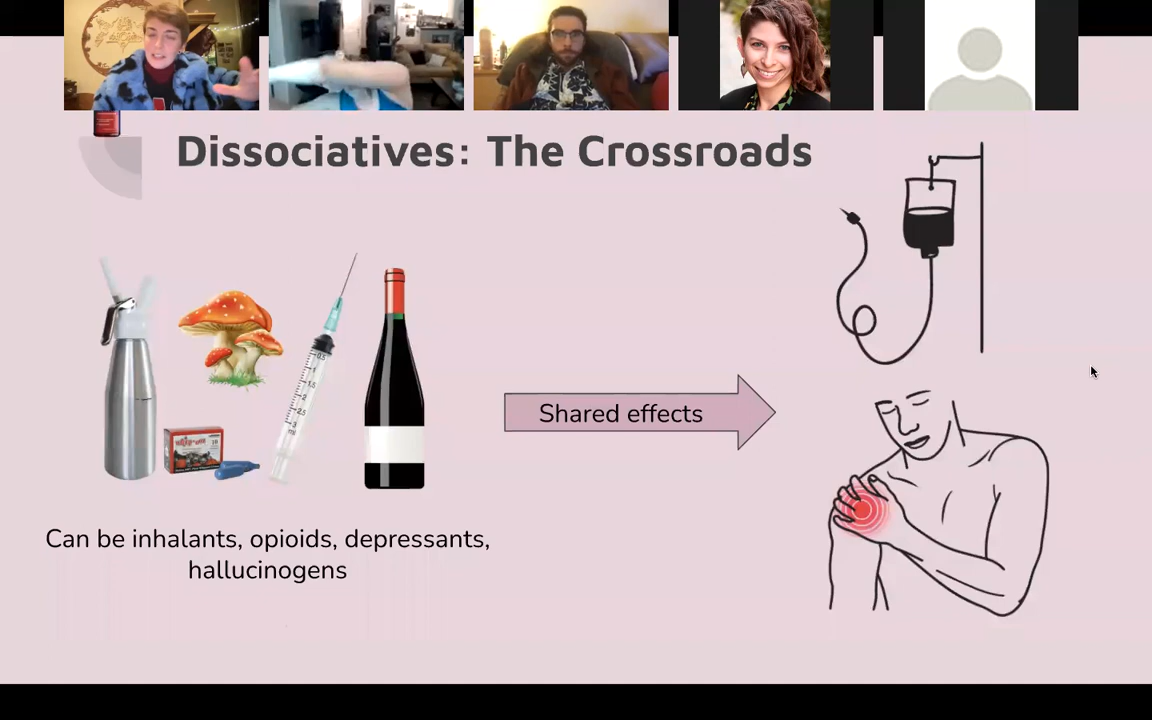 Dissociatives: The Crossroads
Shared effects
Can be inhalants, opioids, depressants,
hallucinogens